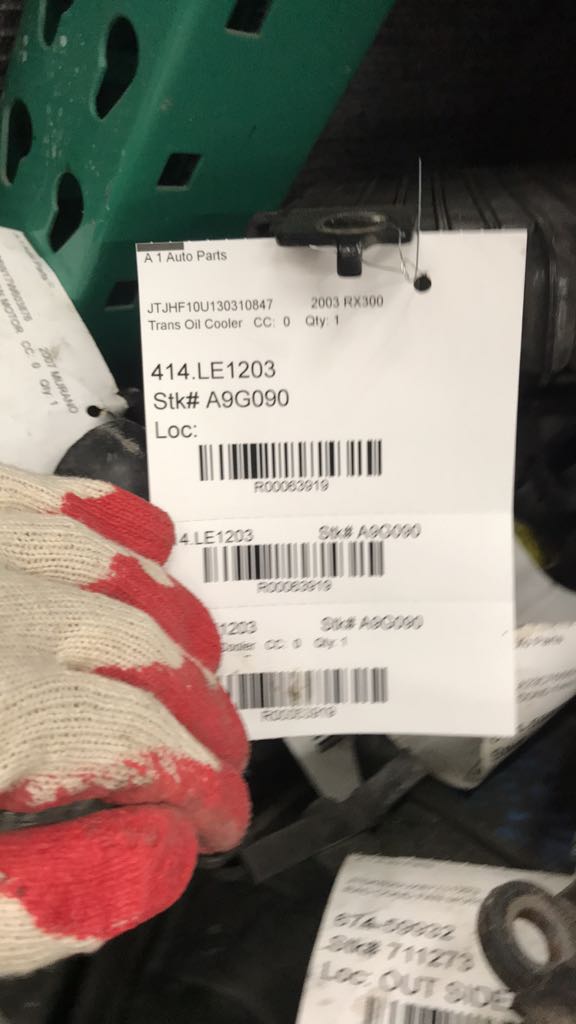 A 1 Auto Parts
JTJHF10U130310847 2003 RX300
Trans Oil Cooler CC: 0 Qty: 1
414.LE1203
Stk# A9G090
Loc:
R00063919
4.LE1203 Stk# A9G090
R00063919
1203 Stk# A9G090
Cooler CC: 0 Qty: 1
R00063919
2007 MURANO
MOTOR CC: 0 Qty: 1
674-59932
Stk# 711273
Loc: OUT SIDE